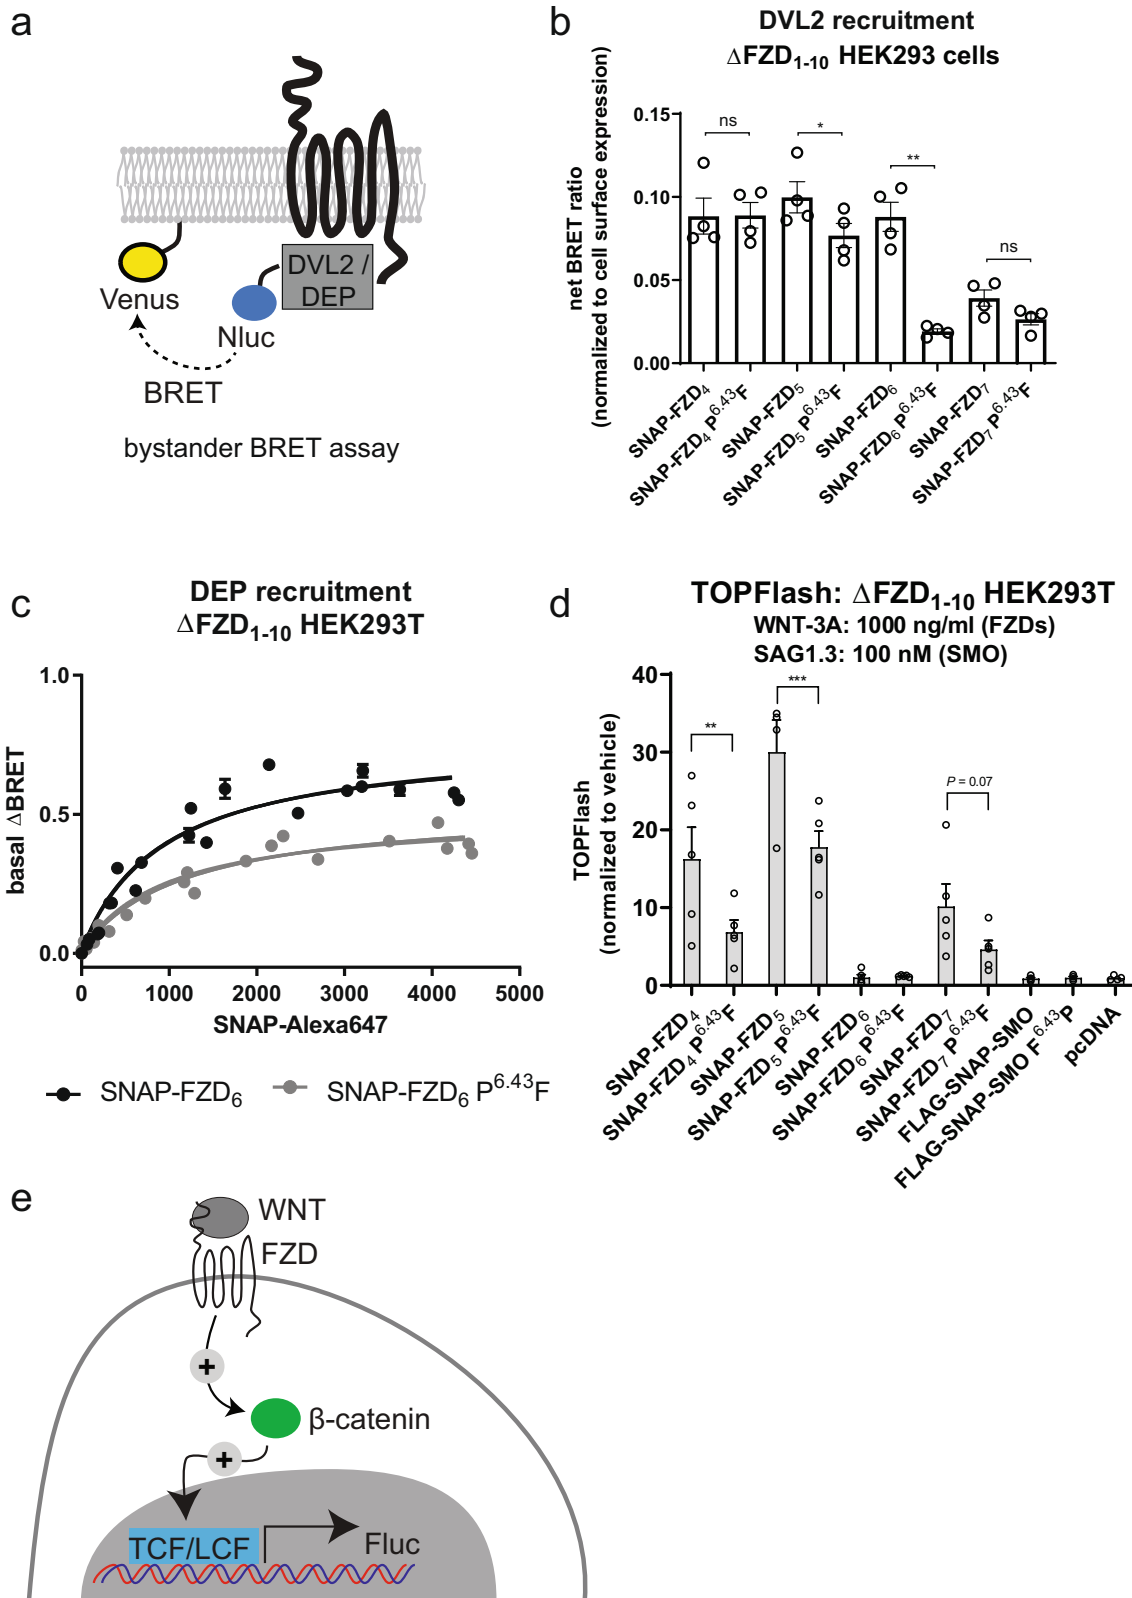 a
DVL2 /
DEP
Venus
Nluc
BRET
bystander BRET assay
b
DVL2 recruitment
ΔFZD₁₋₁₀ HEK293 cells
net BRET ratio
(normalized to cell surface expression)
0.15
0.10
0.05
0.00
ns
*
**
ns
SNAP-FZD₄
SNAP-FZD₄ P⁶·⁴³F
SNAP-FZD₅
SNAP-FZD₅ P⁶·⁴³F
SNAP-FZD₆
SNAP-FZD₆ P⁶·⁴³F
SNAP-FZD₇
SNAP-FZD₇ P⁶·⁴³F
c
DEP recruitment
ΔFZD₁₋₁₀ HEK293T
basal ΔBRET
1.0
0.5
0.0
0 1000 2000 3000 4000 5000
SNAP-Alexa647
SNAP-FZD₆
SNAP-FZD₆ P⁶·⁴³F
d
TOPFlash: ΔFZD₁₋₁₀ HEK293T
WNT-3A: 1000 ng/ml (FZDs)
SAG1.3: 100 nM (SMO)
TOPFlash
(normalized to vehicle)
40
30
20
10
0
**
***
P = 0.07
SNAP-FZD₄
SNAP-FZD₄ P⁶·⁴³F
SNAP-FZD₅
SNAP-FZD₅ P⁶·⁴³F
SNAP-FZD₆
SNAP-FZD₆ P⁶·⁴³F
SNAP-FZD₇
SNAP-FZD₇ P⁶·⁴³F
FLAG-SNAP-SMO
FLAG-SNAP-SMO F⁶·⁴³P
pcDNA
e
WNT
FZD
+
β-catenin
+
TCF/LCF
Fluc